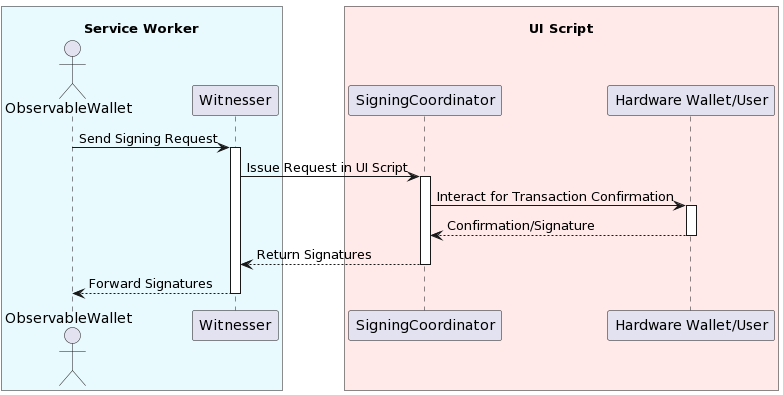 Service Worker
UI Script
ObservableWallet
Witnesser
SigningCoordinator
Hardware Wallet/User
Send Signing Request
Issue Request in UI Script
Interact for Transaction Confirmation
Confirmation/Signature
Return Signatures
Forward Signatures
ObservableWallet
Witnesser
SigningCoordinator
Hardware Wallet/User